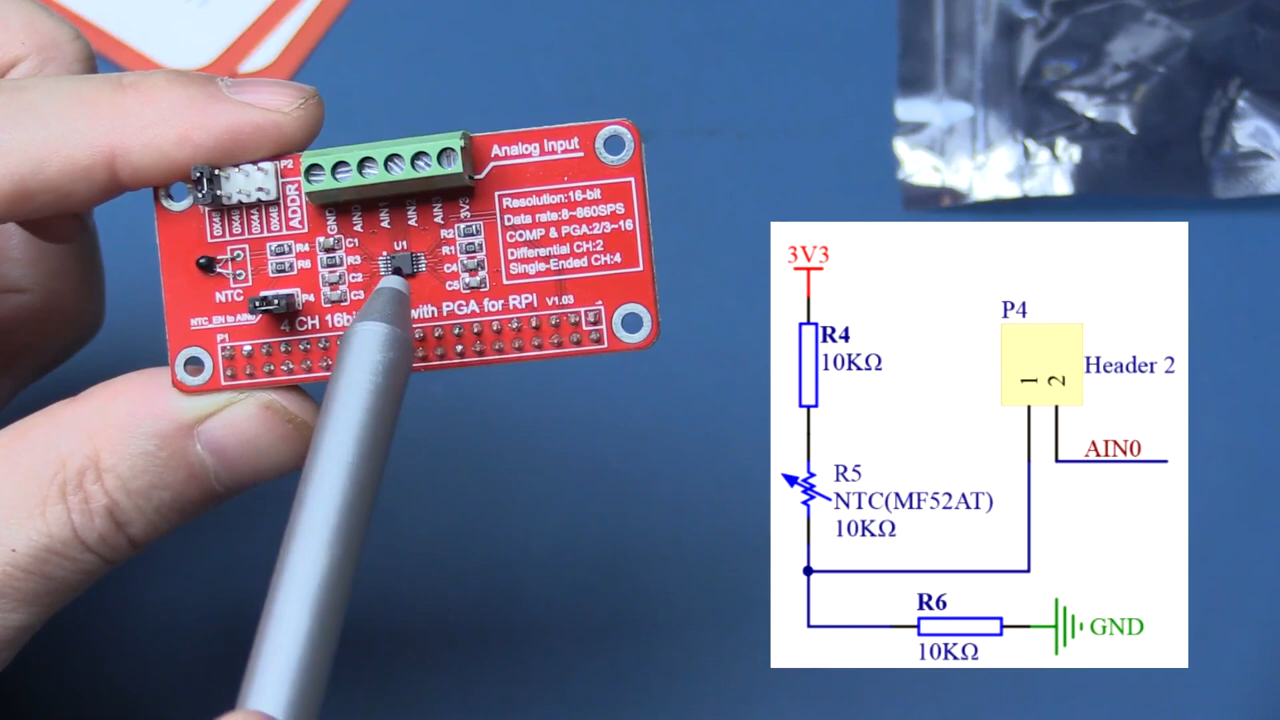 P2
ADDR
0X48
0X49
0X4A
0X4B
GND
AIN0
AIN1
AIN2
AIN3
3V3
Analog Input
Resolution:16-bit
Data rate:8~860SPS
COMP & PGA:2/3~16
Differential CH:2
Single-Ended CH:4
R4
R6
C1
R3
C2
C3
U1
R2
R1
C4
C5
NTC
P4
NTC_EN to AIN0
4 CH 16bit
with PGA for RPI V1.03
P1
3V3
R4
10KΩ
R5
NTC(MF52AT)
10KΩ
P4
1 2
Header 2
AIN0
R6
10KΩ
GND